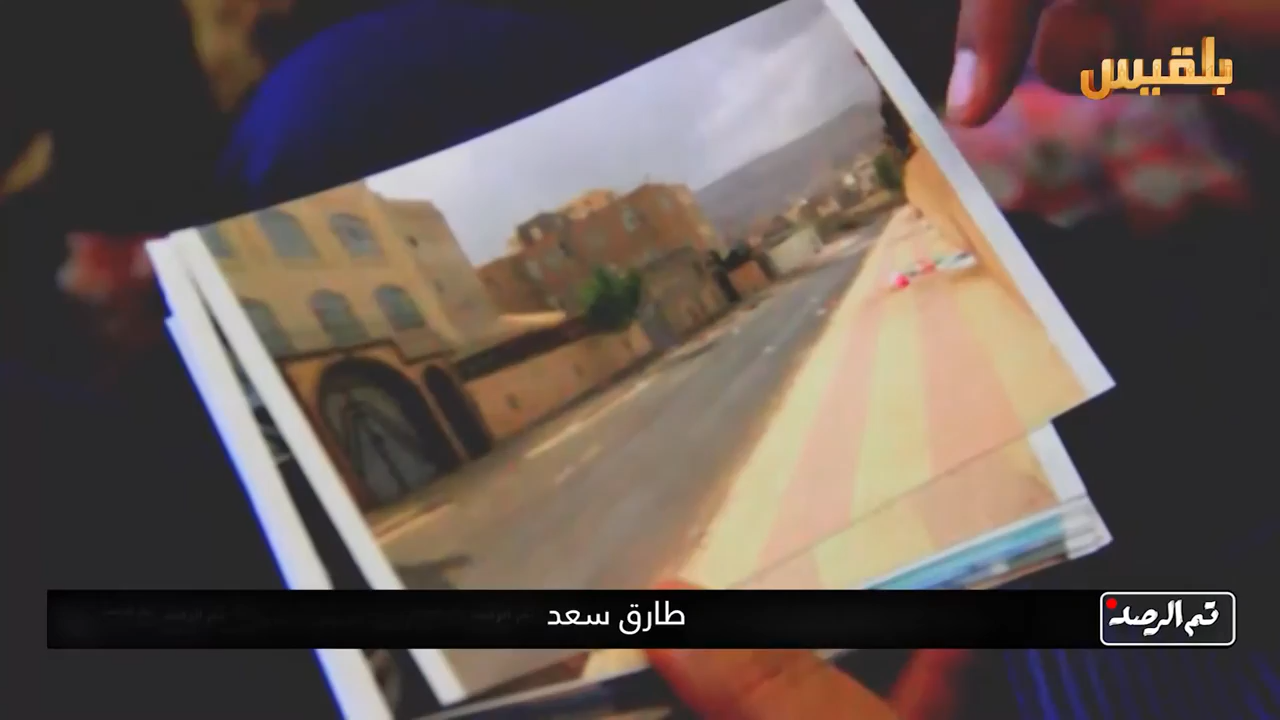 بلقيس
طارق سعد
تم الرصد